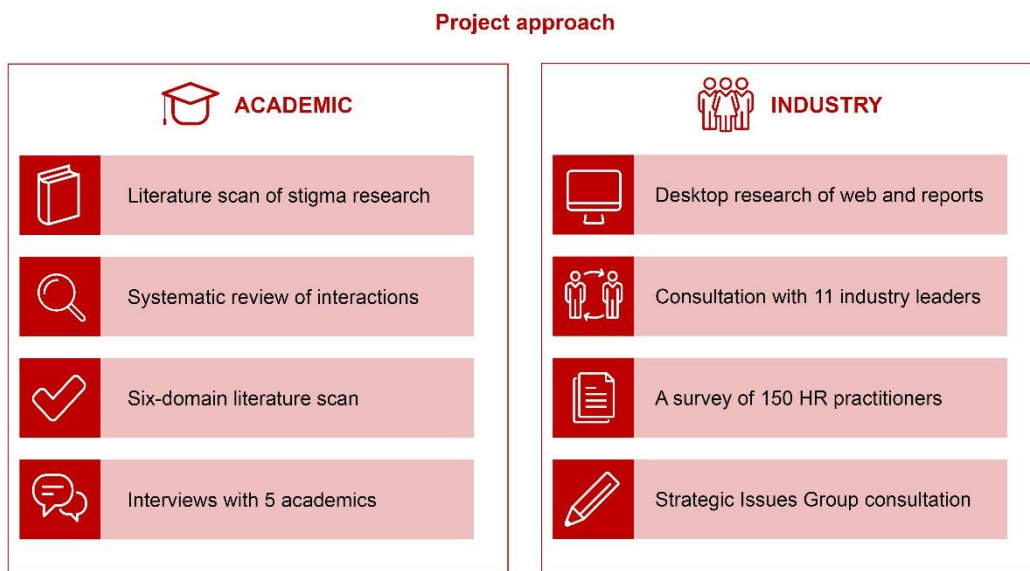 Project approach
ACADEMIC
Literature scan of stigma research
Systematic review of interactions
Six-domain literature scan
Interviews with 5 academics
INDUSTRY
Desktop research of web and reports
Consultation with 11 industry leaders
A survey of 150 HR practitioners
Strategic Issues Group consultation